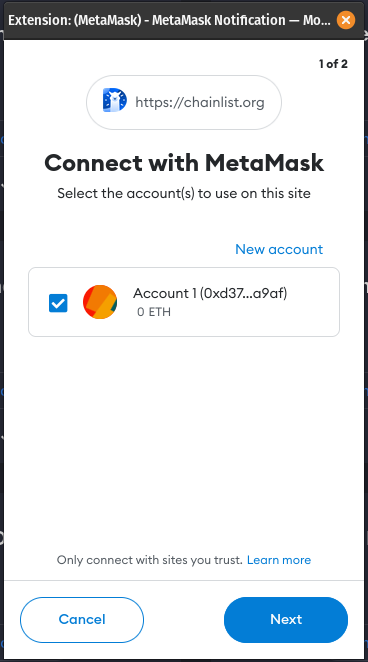 Extension: (MetaMask) - MetaMask Notification — Mo...
1 of 2
https://chainlist.org
Connect with MetaMask
Select the account(s) to use on this site
New account
Account 1 (0xd37...a9af)
0 ETH
Only connect with sites you trust. Learn more
Cancel
Next